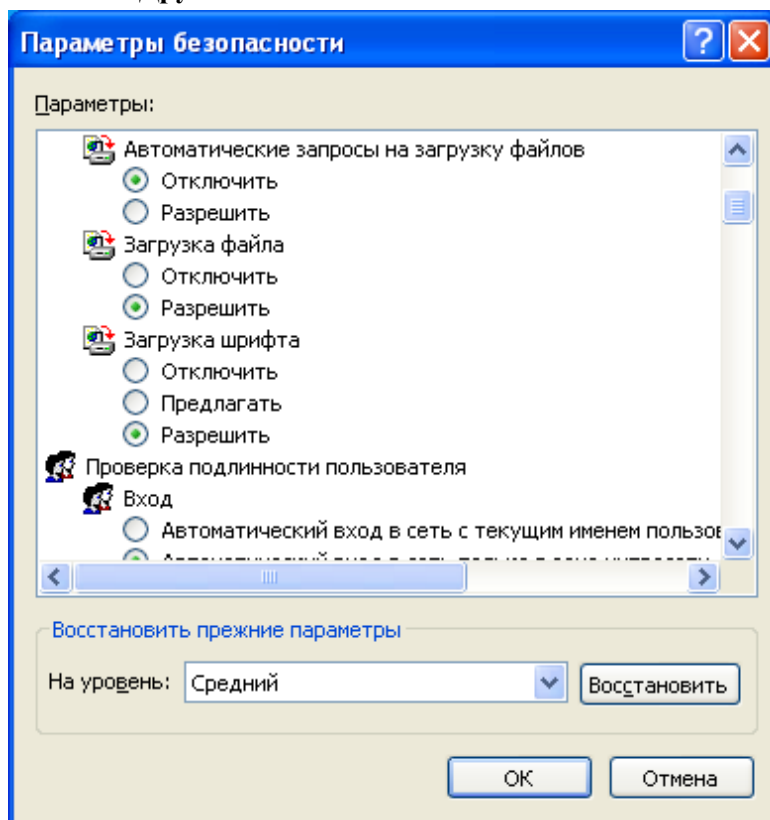 Параметры безопасности
Параметры:
Автоматические запросы на загрузку файлов
Отключить
Разрешить
Загрузка файла
Отключить
Разрешить
Загрузка шрифта
Отключить
Предлагать
Разрешить
Проверка подлинности пользователя
Вход
Автоматический вход в сеть с текущим именем пользов
Восстановить прежние параметры
На уровень: Средний Восстановить
ОК Отмена